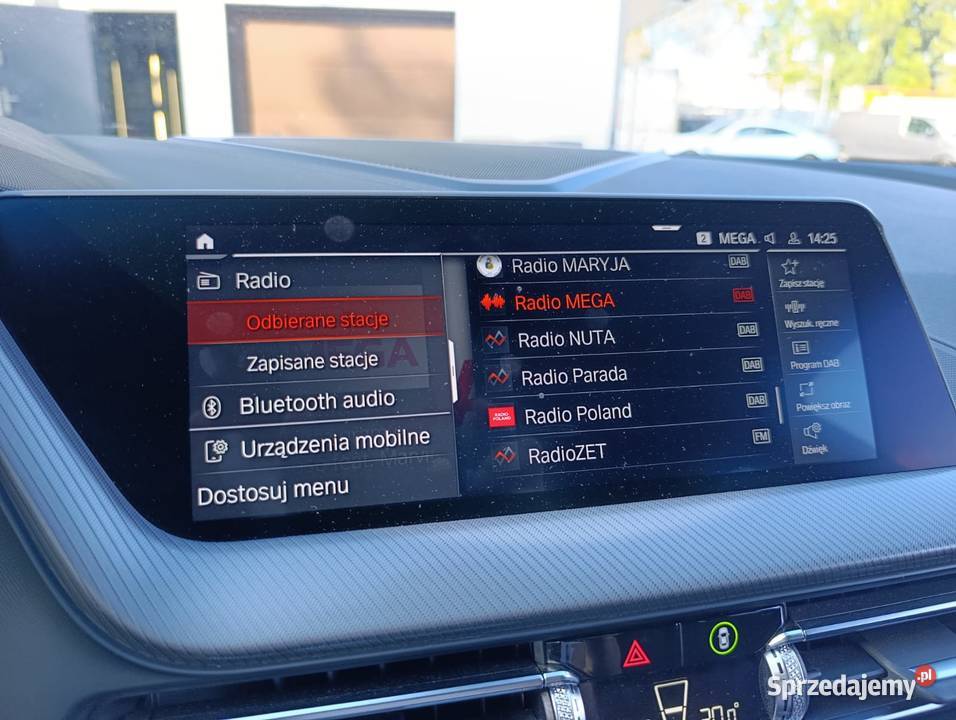 2 MEGA 14:25
Radio
Odbierane stacje
Zapisane stacje
Bluetooth audio
Urządzenia mobilne
Dostosuj menu
Radio MARYJA DAB
Radio MEGA DAB
Radio NUTA DAB
Radio Parada DAB
RADIO POLAND Radio Poland DAB
RadioZET FM
Zapisz stację
Wyszuk. ręczne
Program DAB
Powiększ obraz
Dźwięk
Sprzedajemy.pl